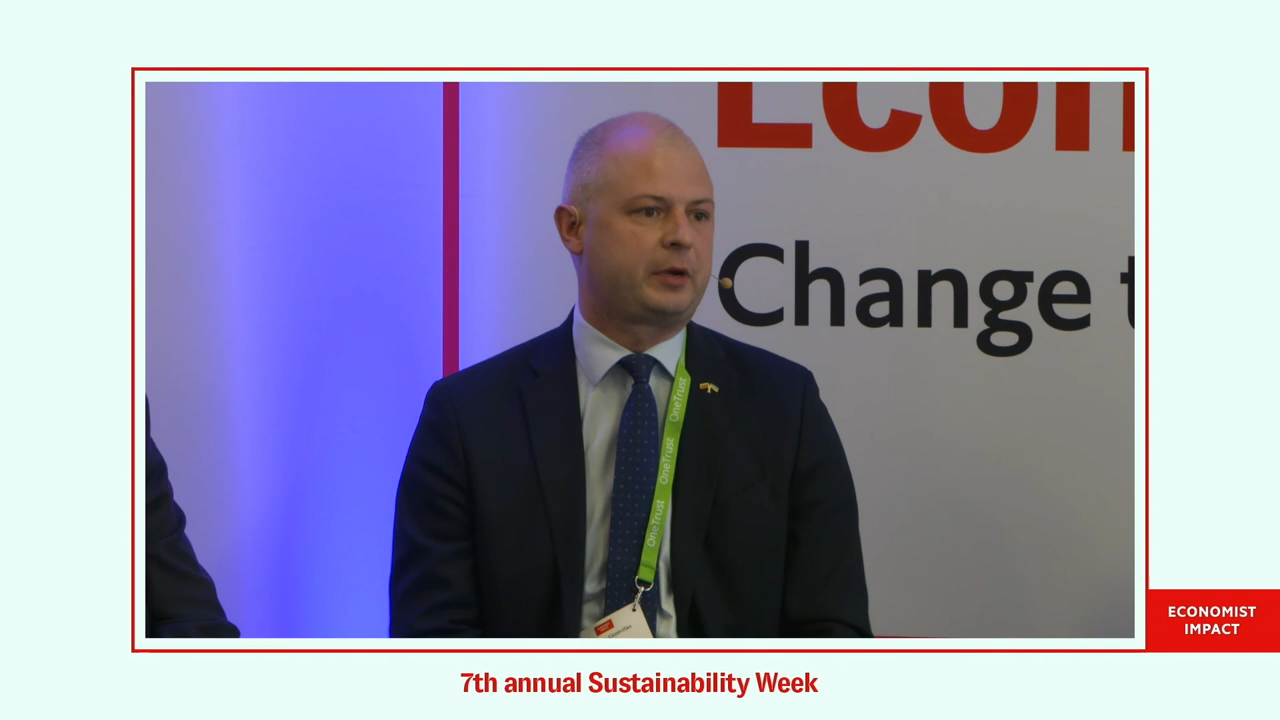 Econ
Change t
OneTrust
OneTrust
OneTrust
ECONOMIST
IMPACT
7th annual Sustainability Week